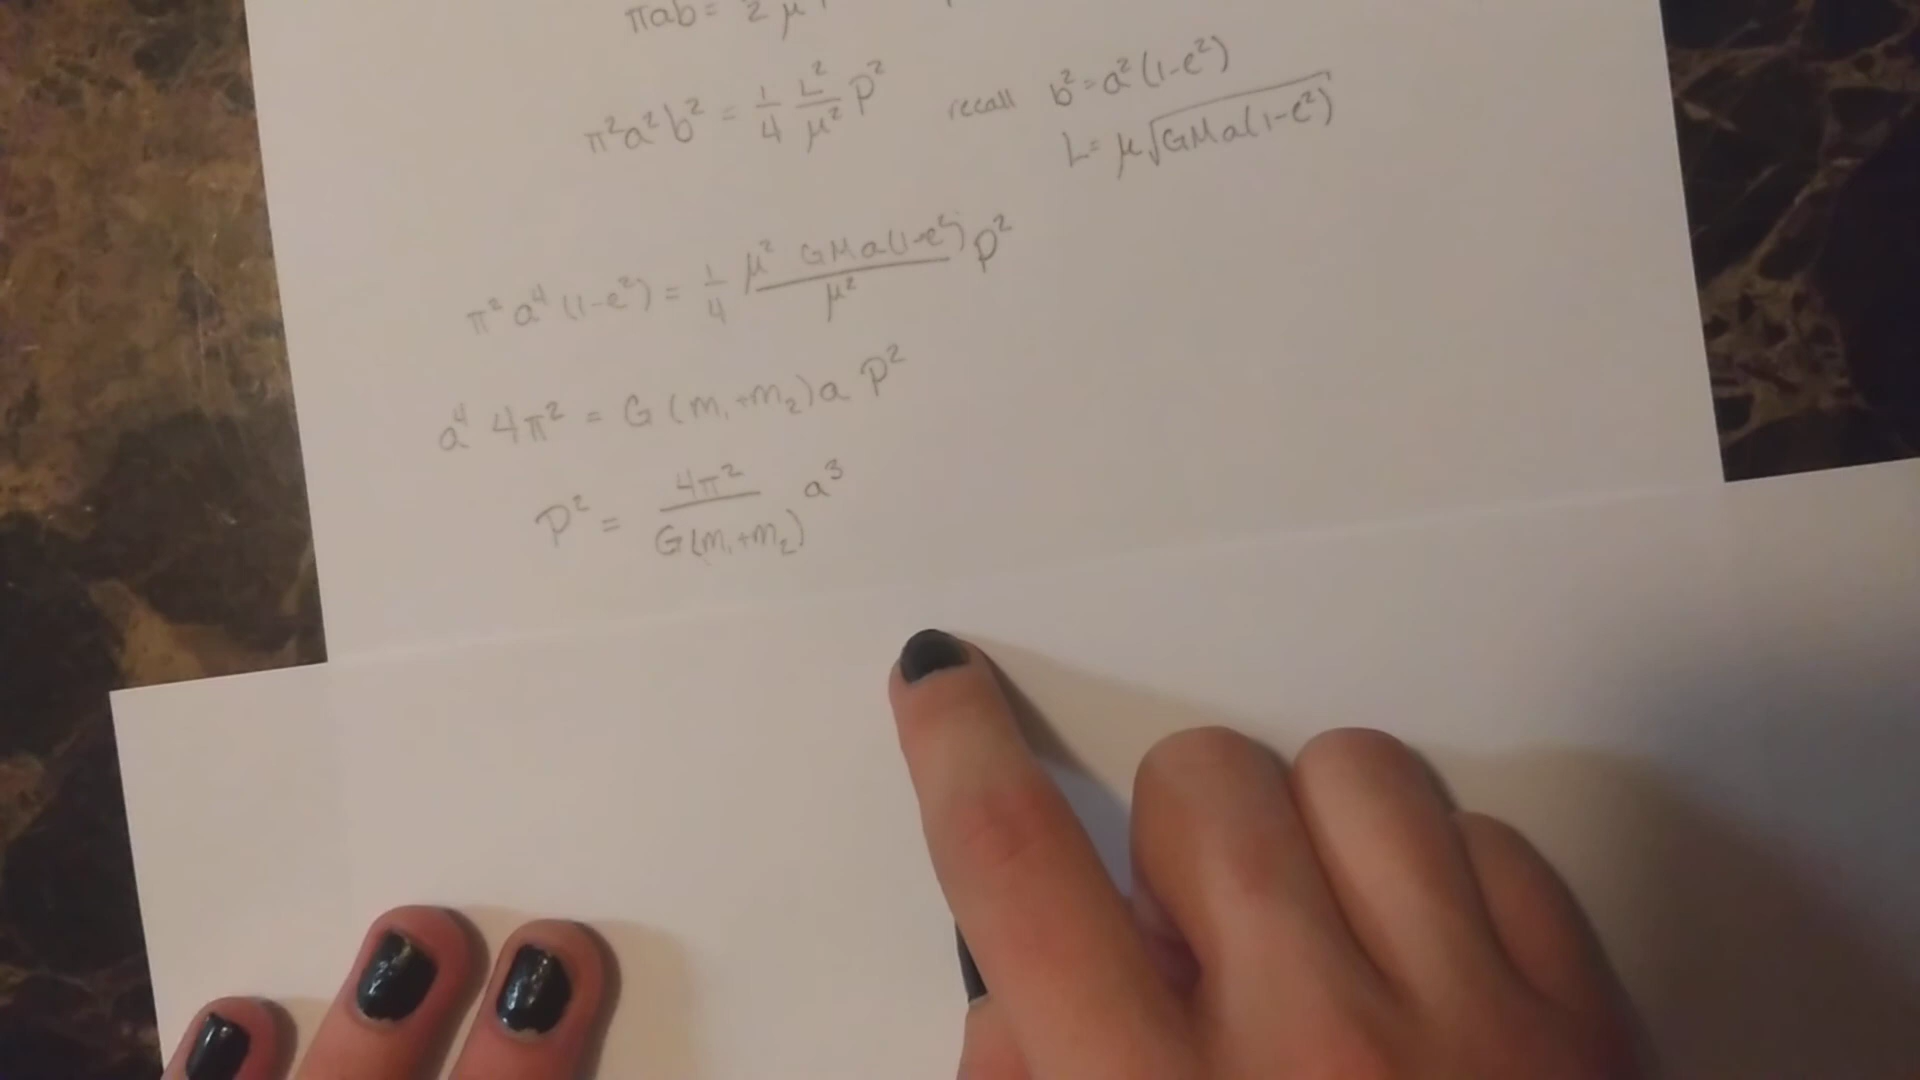 πab = 2 μ
π²a²b² = 1/4 L²/μ² P² recall b² = a²(1-e²)
L = μ√GMa(1-e²)
π² a⁴ (1-e²) = 1/4 μ² GMa(1-e²)/μ² P²
a⁴ 4π² = G (m₁+m₂)a P²
P² = 4π²/G(m₁+m₂) a³